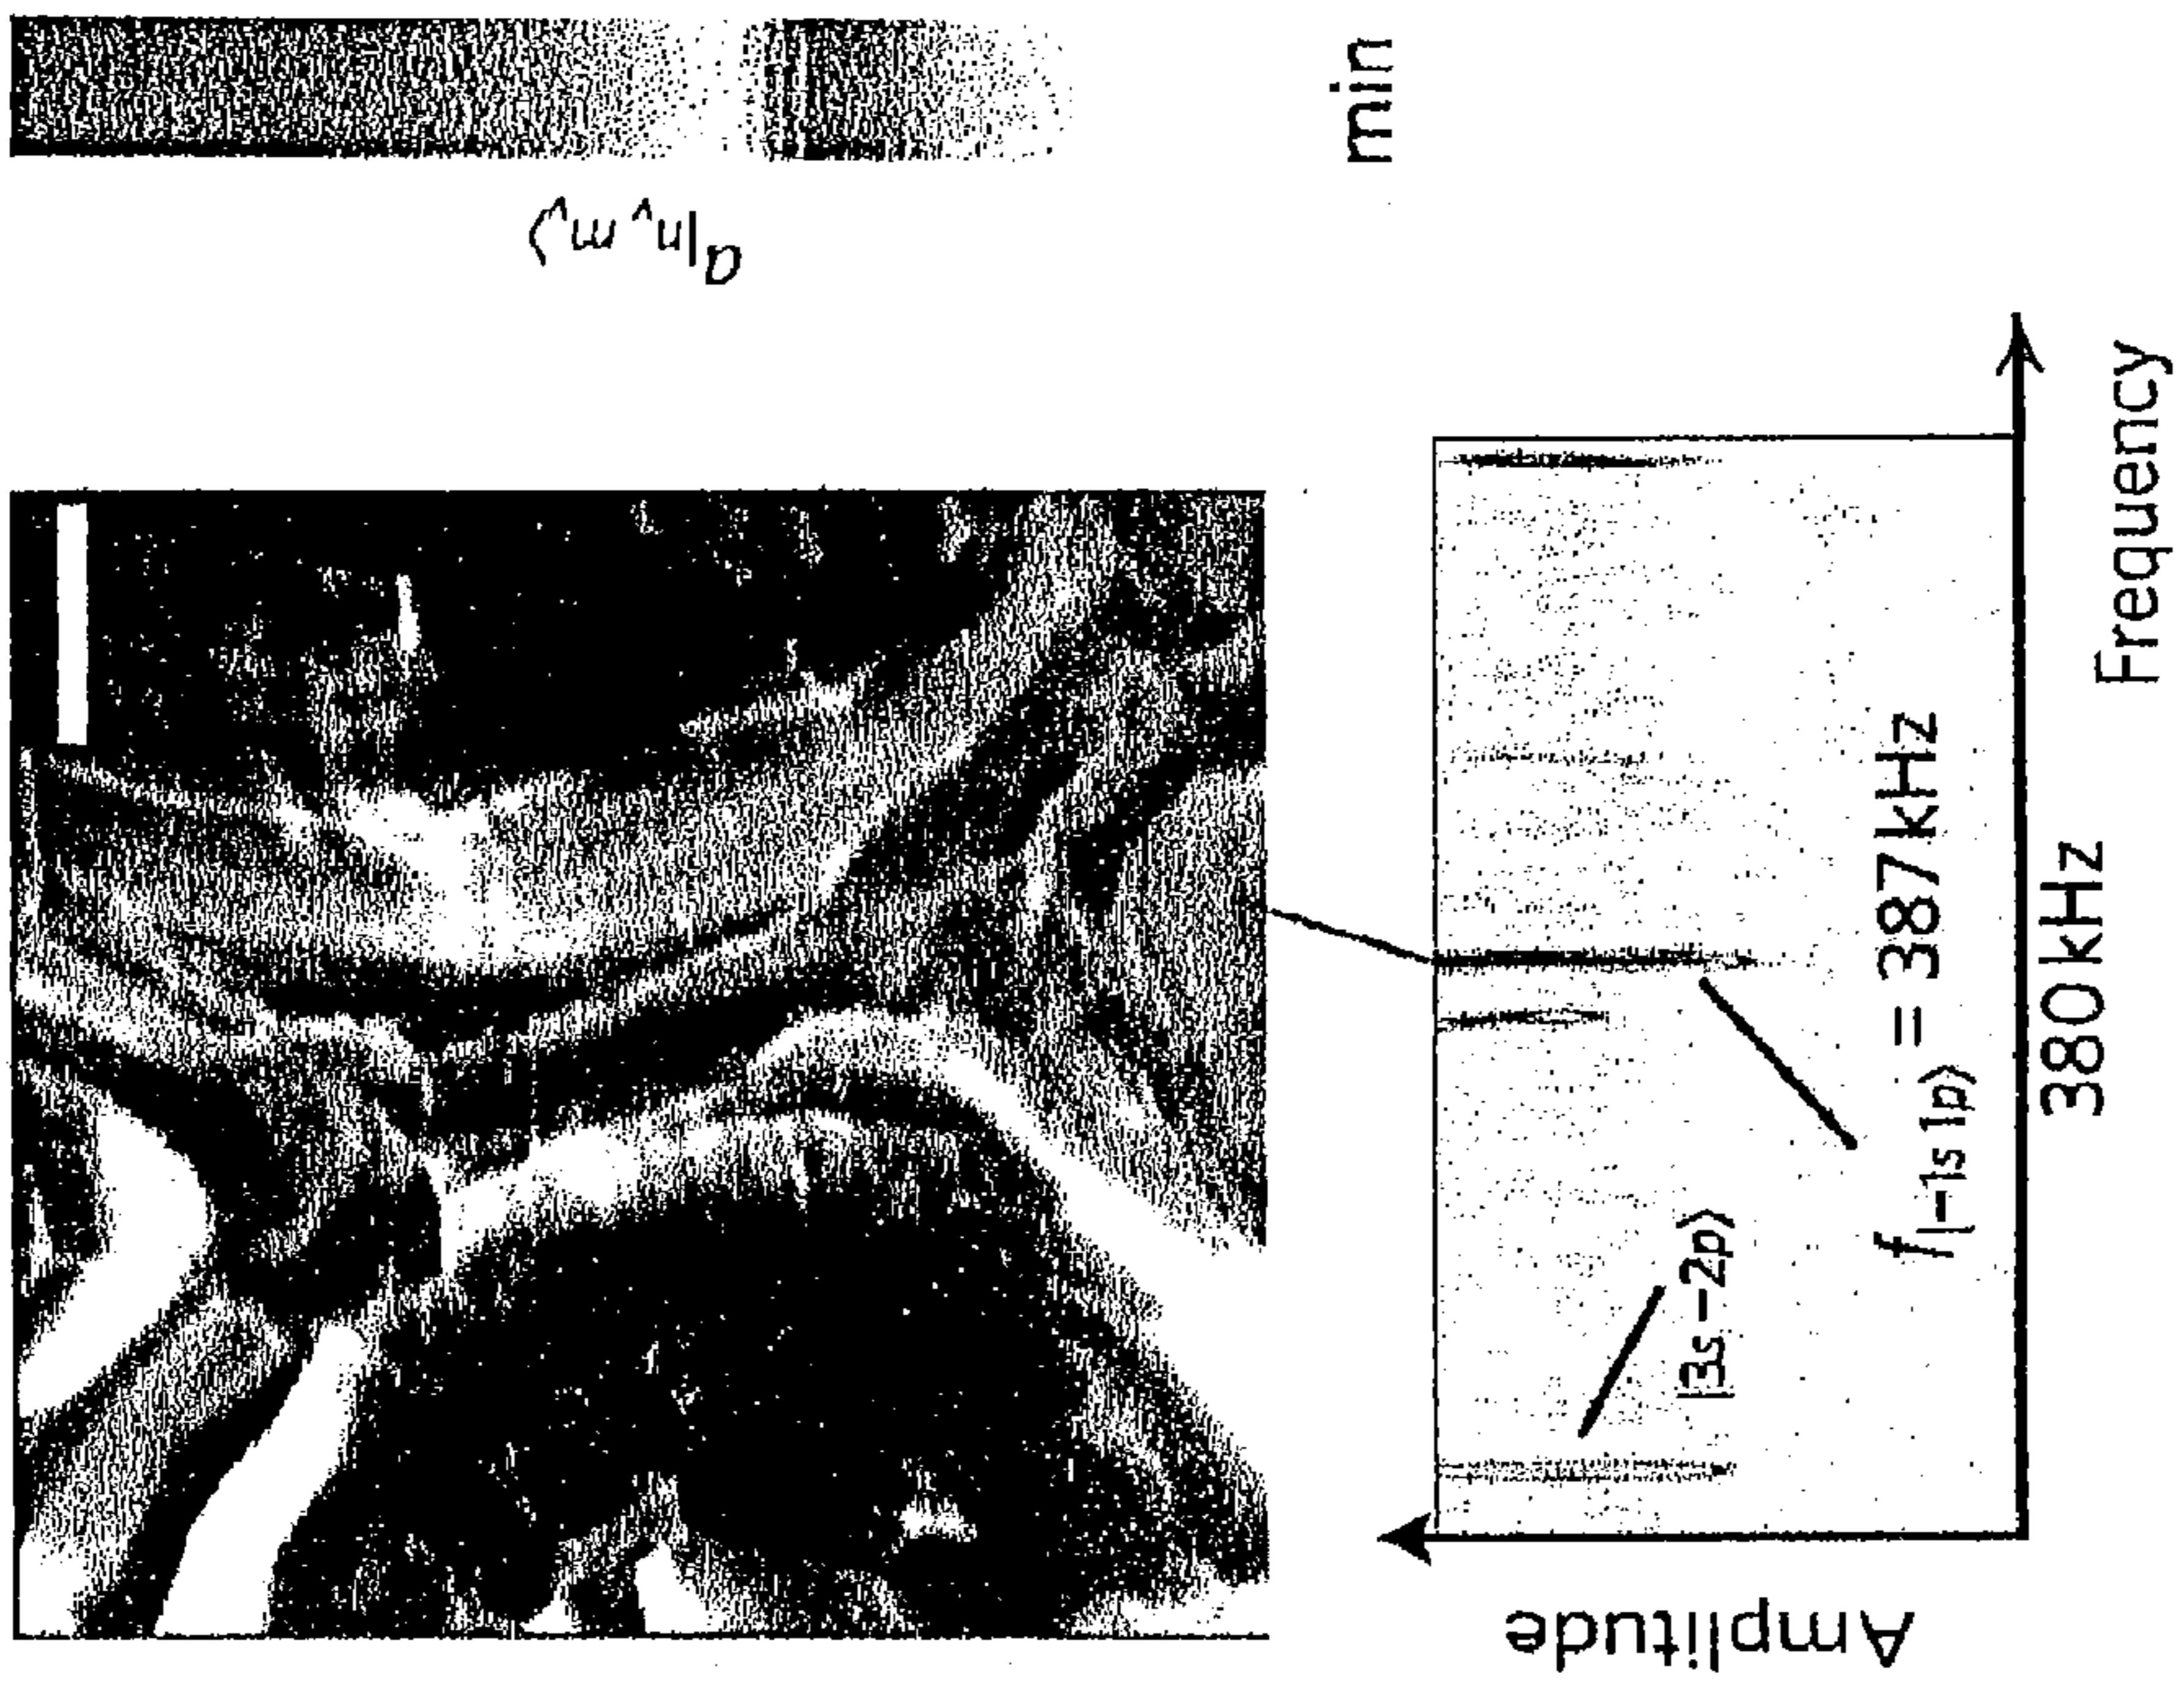 a|n, m,⟩
min
|3s −2p⟩
f|−1s 1p⟩ = 387 kHz
380 kHz
Frequency
Amplitude